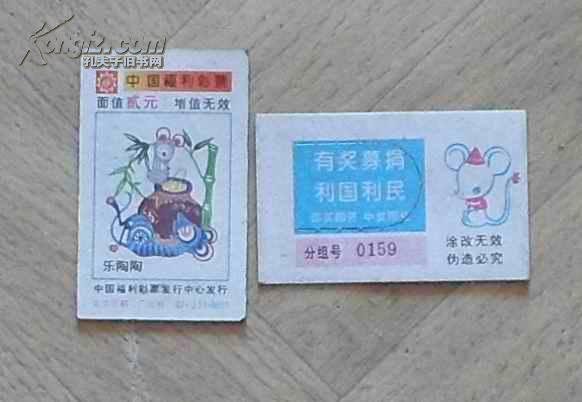 Kongfz.com
孔夫子旧书网
中国福利彩票
面值贰元 增值无效
乐陶陶
中国福利彩票发行中心发行
有奖募捐
利国利民
分组号 0159
涂改无效
伪造必究